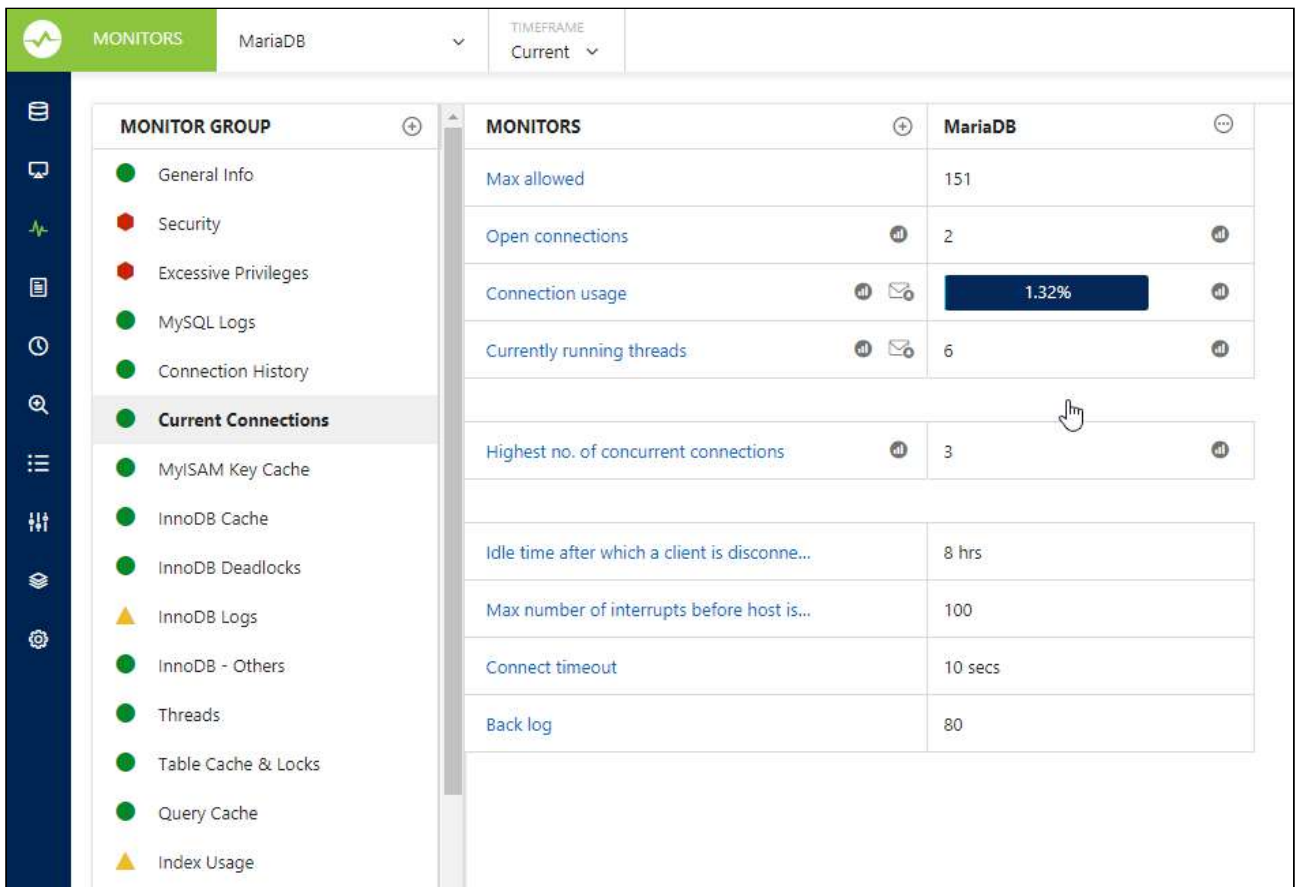 MONITORS
MariaDB
TIMEFRAME
Current
MONITOR GROUP
General Info
Security
Excessive Privileges
MySQL Logs
Connection History
Current Connections
MyISAM Key Cache
InnoDB Cache
InnoDB Deadlocks
InnoDB Logs
InnoDB - Others
Threads
Table Cache & Locks
Query Cache
Index Usage
MONITORS MariaDB
Max allowed 151
Open connections 2
Connection usage 1.32%
Currently running threads 6
Highest no. of concurrent connections 3
Idle time after which a client is disconne... 8 hrs
Max number of interrupts before host is... 100
Connect timeout 10 secs
Back log 80